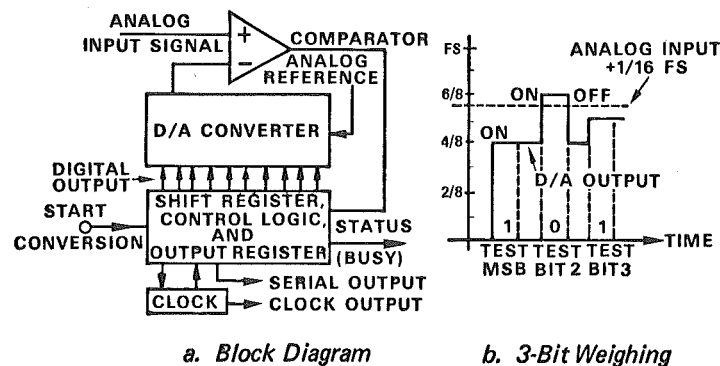 ANALOG
INPUT SIGNAL
+
−
COMPARATOR
ANALOG
REFERENCE
D/A CONVERTER
DIGITAL
OUTPUT
START
CONVERSION
SHIFT REGISTER,
CONTROL LOGIC,
AND
OUTPUT REGISTER
STATUS
(BUSY)
SERIAL OUTPUT
CLOCK
CLOCK OUTPUT
a. Block Diagram
FS
ANALOG INPUT
+1/16 FS
6/8
ON
OFF
4/8
ON
D/A OUTPUT
2/8
1
0
1
TIME
TEST
MSB
TEST
BIT 2
TEST
BIT 3
b. 3-Bit Weighing